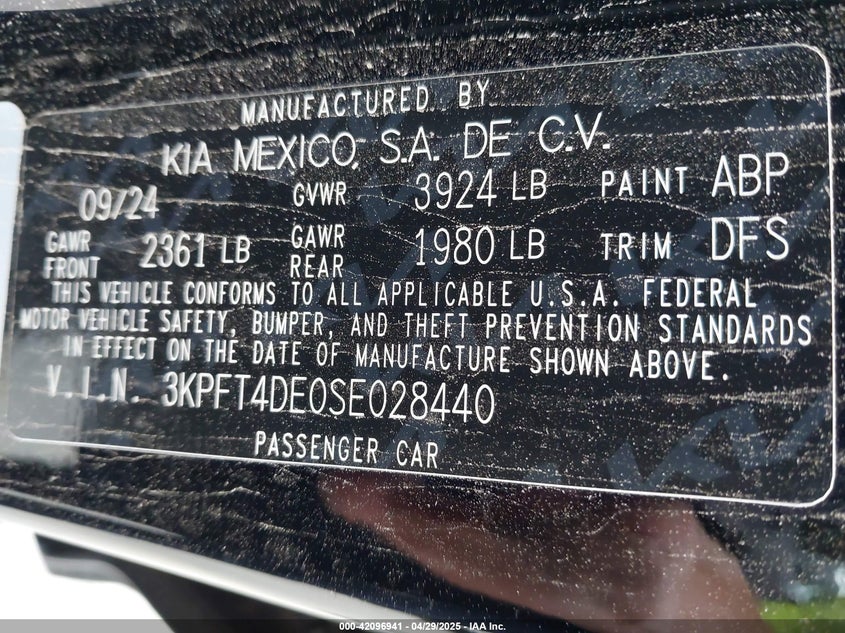 MANUFACTURED BY
KIA MEXICO, S.A. DE C.V.
09/24 GVWR 3924 LB PAINT ABP
GAWR FRONT 2361 LB GAWR REAR 1980 LB TRIM DFS
THIS VEHICLE CONFORMS TO ALL APPLICABLE U.S.A. FEDERAL
MOTOR VEHICLE SAFETY, BUMPER, AND THEFT PREVENTION STANDARDS
IN EFFECT ON THE DATE OF MANUFACTURE SHOWN ABOVE.
V.I.N. 3KPFT4DE0SE028440
PASSENGER CAR
000-42096941 - 04/29/2025 - IAA Inc.